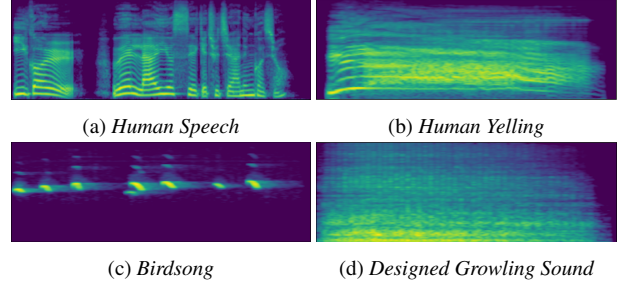 (a) Human Speech
(b) Human Yelling
(c) Birdsong
(d) Designed Growling Sound